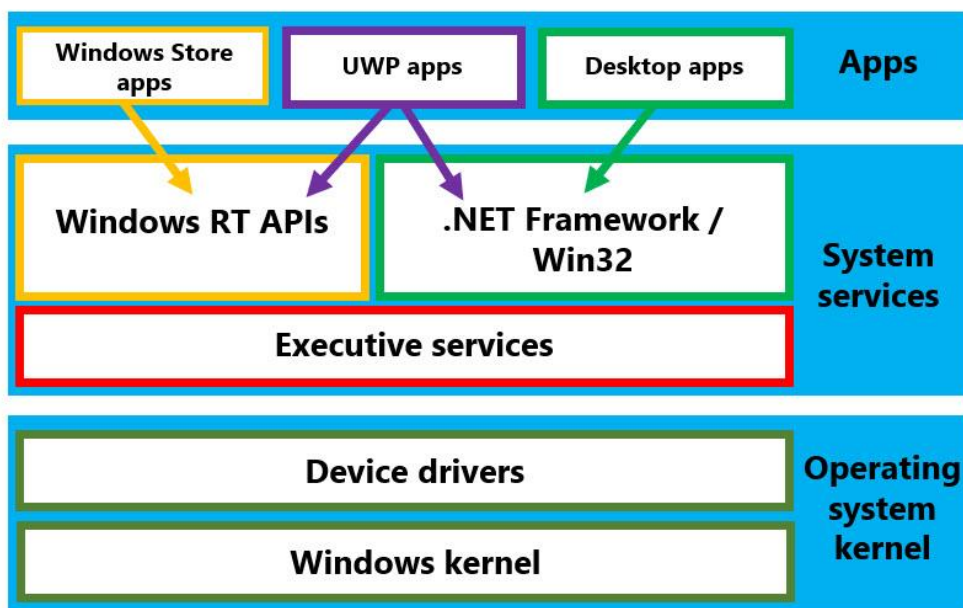 Windows Store
apps
UWP apps
Desktop apps
Apps
Windows RT APIs
.NET Framework /
Win32
System
services
Executive services
Device drivers
Operating
system
kernel
Windows kernel